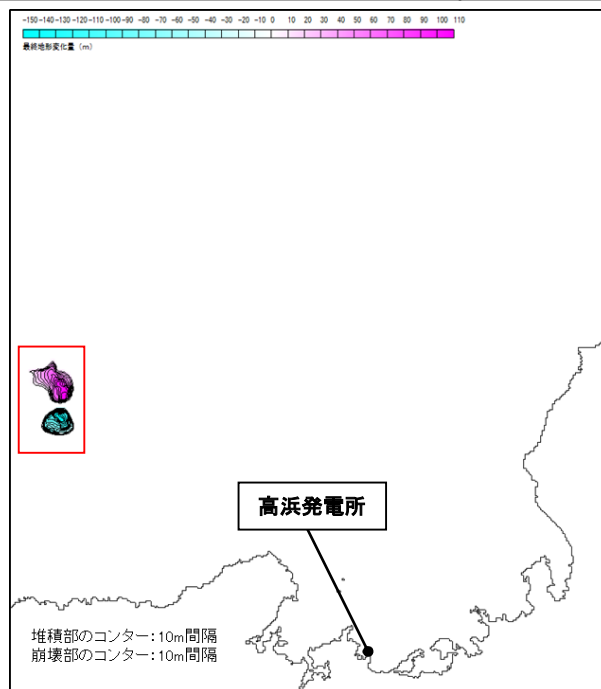 -150-140-130-120-110-100-90 -80 -70 -60 -50 -40 -30 -20 -10 0 10 20 30 40 50 60 70 80 90 100 110
最終地形変化量 (m)
高浜発電所
堆積部のコンター:10m間隔
崩壊部のコンター:10m間隔